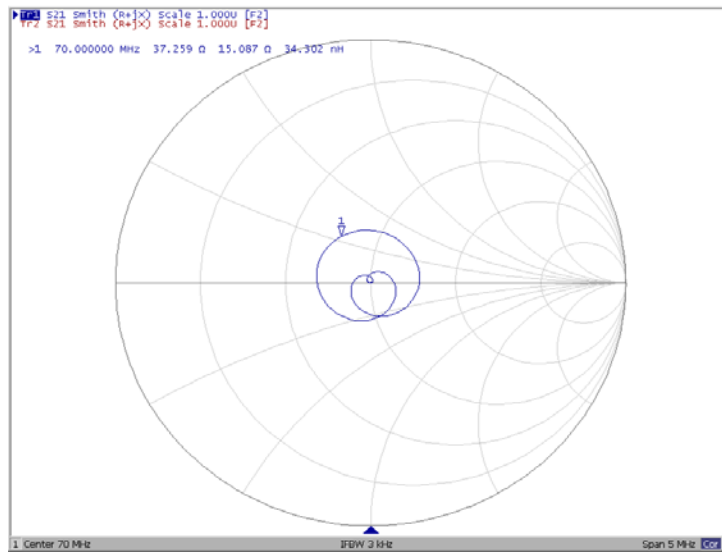 Tr1 S21 Smith (R+jX) Scale 1.000U [F2]
Tr2 S21 Smith (R+jX) Scale 1.000U [F2]
>1 70.000000 MHz 37.259 Ω 15.087 Ω 34.302 nH
1
1 Center 70 MHz IFBW 3 kHz Span 5 MHz Cor